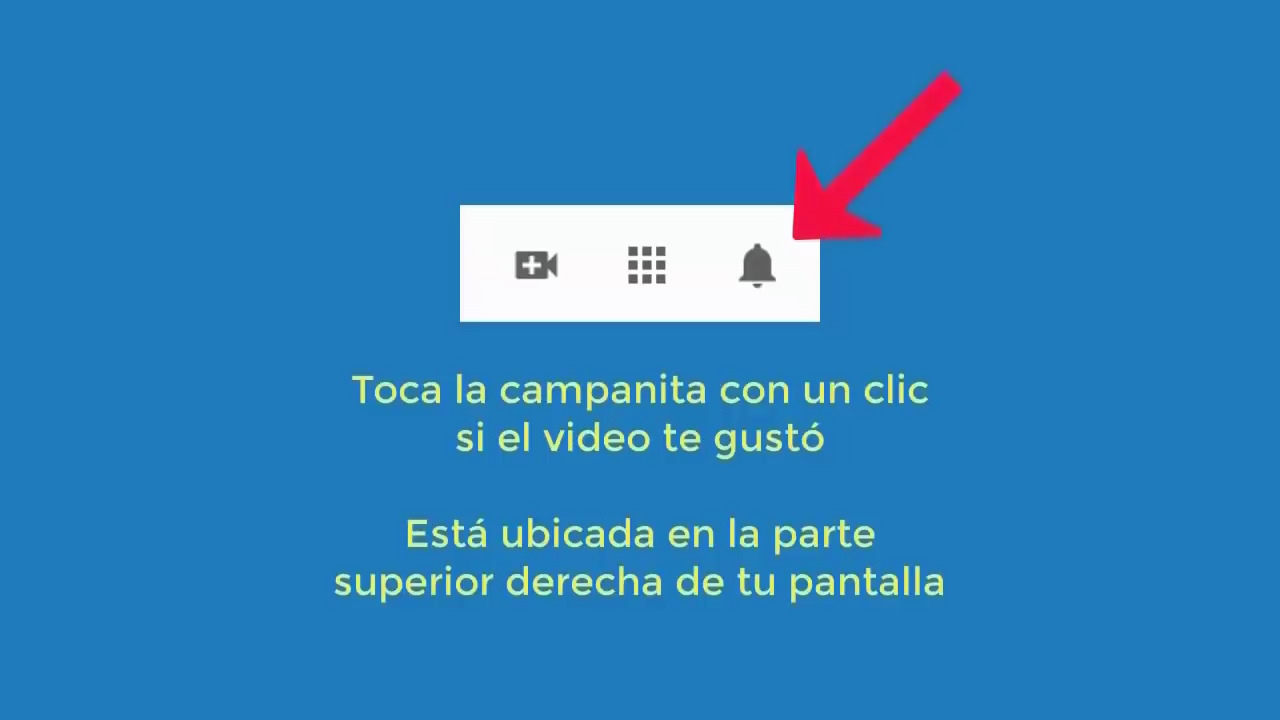 Toca la campanita con un clic
si el video te gustó
Está ubicada en la parte
superior derecha de tu pantalla